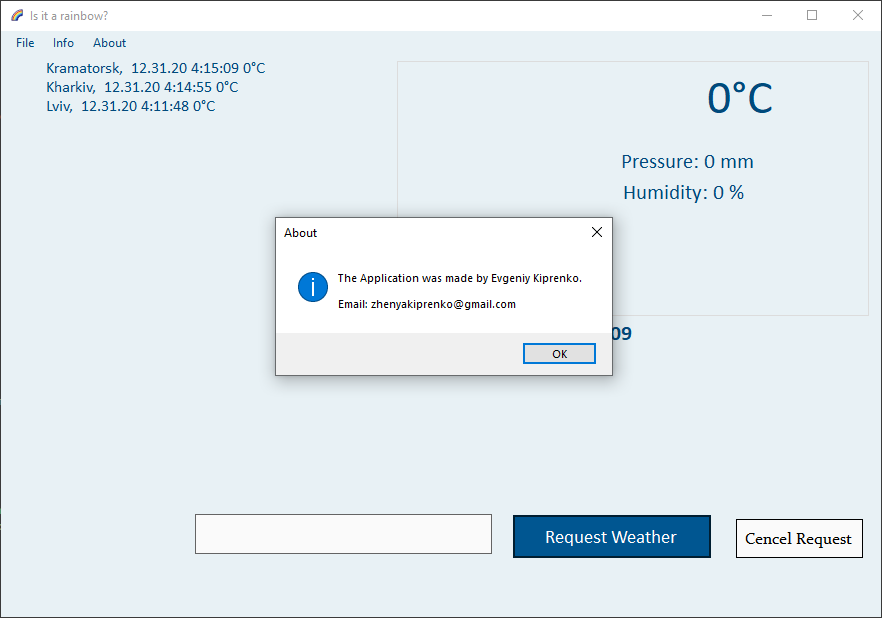 Is it a rainbow?
File Info About
Kramatorsk, 12.31.20 4:15:09 0°C
Kharkiv, 12.31.20 4:14:55 0°C
Lviv, 12.31.20 4:11:48 0°C
0°C
Pressure: 0 mm
Humidity: 0 %
About
The Application was made by Evgeniy Kiprenko.
Email: zhenyakiprenko@gmail.com
09
OK
Request Weather
Cencel Request